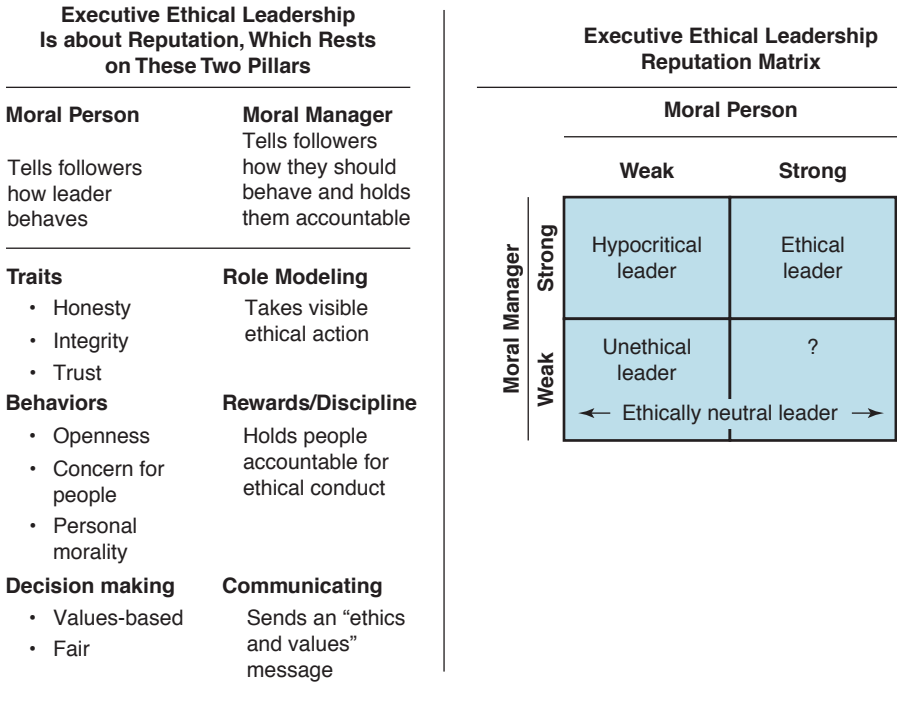 Executive Ethical Leadership
Is about Reputation, Which Rests
on These Two Pillars
Moral Person
Tells followers
how leader
behaves
Moral Manager
Tells followers
how they should
behave and holds
them accountable
Traits
• Honesty
• Integrity
• Trust
Role Modeling
Takes visible
ethical action
Behaviors
• Openness
• Concern for
people
• Personal
morality
Rewards/Discipline
Holds people
accountable for
ethical conduct
Decision making
• Values-based
• Fair
Communicating
Sends an “ethics
and values”
message
Executive Ethical Leadership
Reputation Matrix
Moral Person
Weak
Strong
Moral Manager
Strong
Hypocritical
leader
Ethical
leader
Weak
Unethical
leader
?
Ethically neutral leader